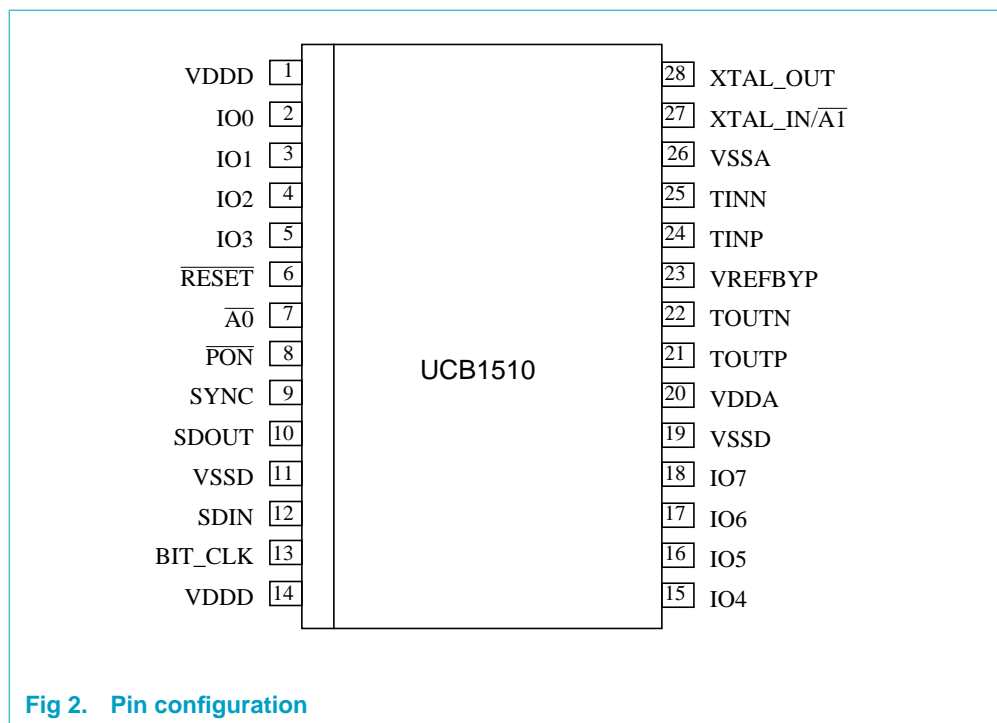 VDDD 1
IO0 2
IO1 3
IO2 4
IO3 5
RESET 6
A0 7
PON 8
SYNC 9
SDOUT 10
VSSD 11
SDIN 12
BIT_CLK 13
VDDD 14
UCB1510
28 XTAL_OUT
27 XTAL_IN/A1
26 VSSA
25 TINN
24 TINP
23 VREFBYP
22 TOUTN
21 TOUTP
20 VDDA
19 VSSD
18 IO7
17 IO6
16 IO5
15 IO4
Fig 2. Pin configuration